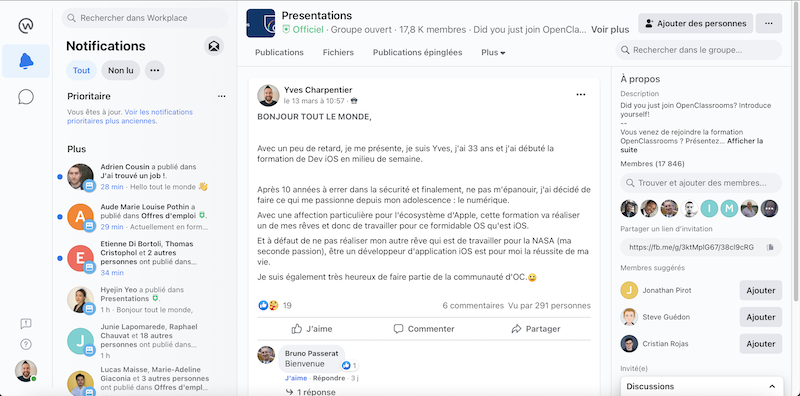 Rechercher dans Workplace
Notifications
Tout
Non lu
Prioritaire
Vous êtes à jour. Voir les notifications
prioritaires plus anciennes.
Plus
Adrien Cousin a publié dans
J'ai trouvé un job !.
28 min · Hello tout le monde 👋
Aude Marie Louise Pothin a
publié dans Offres d'emploi
29 min · Actuellement en form...
Etienne Di Bortoli, Thomas
Cristophol et 2 autres
personnes ont publié dans...
34 min
Hyejin Yeo a publié dans
Presentations
1 h · Bonjour tout le monde,
Junie Lapomarede, Raphael
Chauvat et 18 autres
personnes ont publié dans...
1 h
Lucas Maisse, Marie-Adeline
Giaconia et 3 autres personnes
ont publié dans Offres d'emplo...
Presentations
Officiel · Groupe ouvert · 17,8 K membres · Did you just join OpenCla... Voir plus
Ajouter des personnes
Publications
Fichiers
Publications épinglées
Plus
Rechercher dans le groupe...
Yves Charpentier
le 13 mars à 10:57
BONJOUR TOUT LE MONDE,
Avec un peu de retard, je me présente, je suis Yves, j'ai 33 ans et j'ai débuté la
formation de Dev iOS en milieu de semaine.
Après 10 années à errer dans la sécurité et finalement, ne pas m'épanouir, j'ai décidé de
faire ce qui me passionne depuis mon adolescence : le numérique.
Avec une affection particulière pour l'écosystème d'Apple, cette formation va réaliser
un de mes rêves et donc de travailler pour ce formidable OS qu'est iOS.
Et à défaut de ne pas réaliser mon autre rêve qui est de travailler pour la NASA (ma
seconde passion), être un développeur d'application iOS est pour moi la réussite de ma
vie.
Je suis également très heureux de faire partie de la communauté d'OC.😄
19
6 commentaires Vu par 291 personnes
J'aime
Commenter
Partager
Bruno Passerat
Bienvenue
1
J'aime · Répondre · 3 j
1 réponse
À propos
Description
Did you just join OpenClassrooms? Introduce
yourself!
--
Vous venez de rejoindre la formation
OpenClassrooms ? Présentez... Afficher la
suite
Membres (17 846)
Trouver et ajouter des membres...
I
M
Partager un lien d'invitation
https://fb.me/g/3ktMplG67/38cl9cRG
Membres suggérés
J
Jonathan Pirot
Ajouter
Steve Guédon
Ajouter
Cristian Rojas
Ajouter
Invité(e)
Discussions